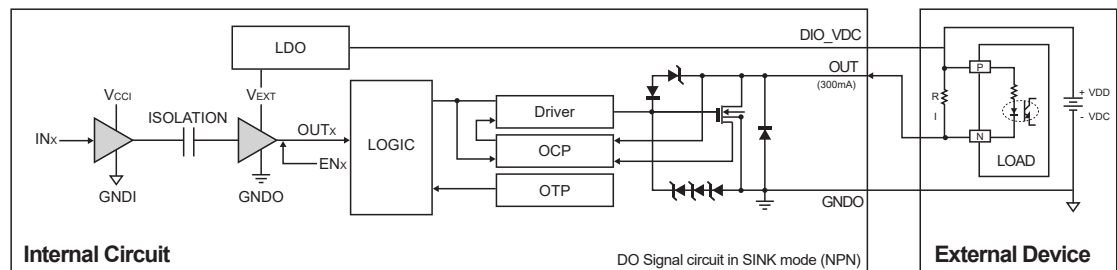 DIO_VDC
LDO
OUT
(300mA)
P
+ VDD
VCCI
VEXT
ISOLATION
Driver
R
INX
OUTX
LOGIC
OCP
I
N
- VDC
ENX
LOAD
GNDI
GNDO
OTP
GNDO
Internal Circuit
DO Signal circuit in SINK mode (NPN)
External Device